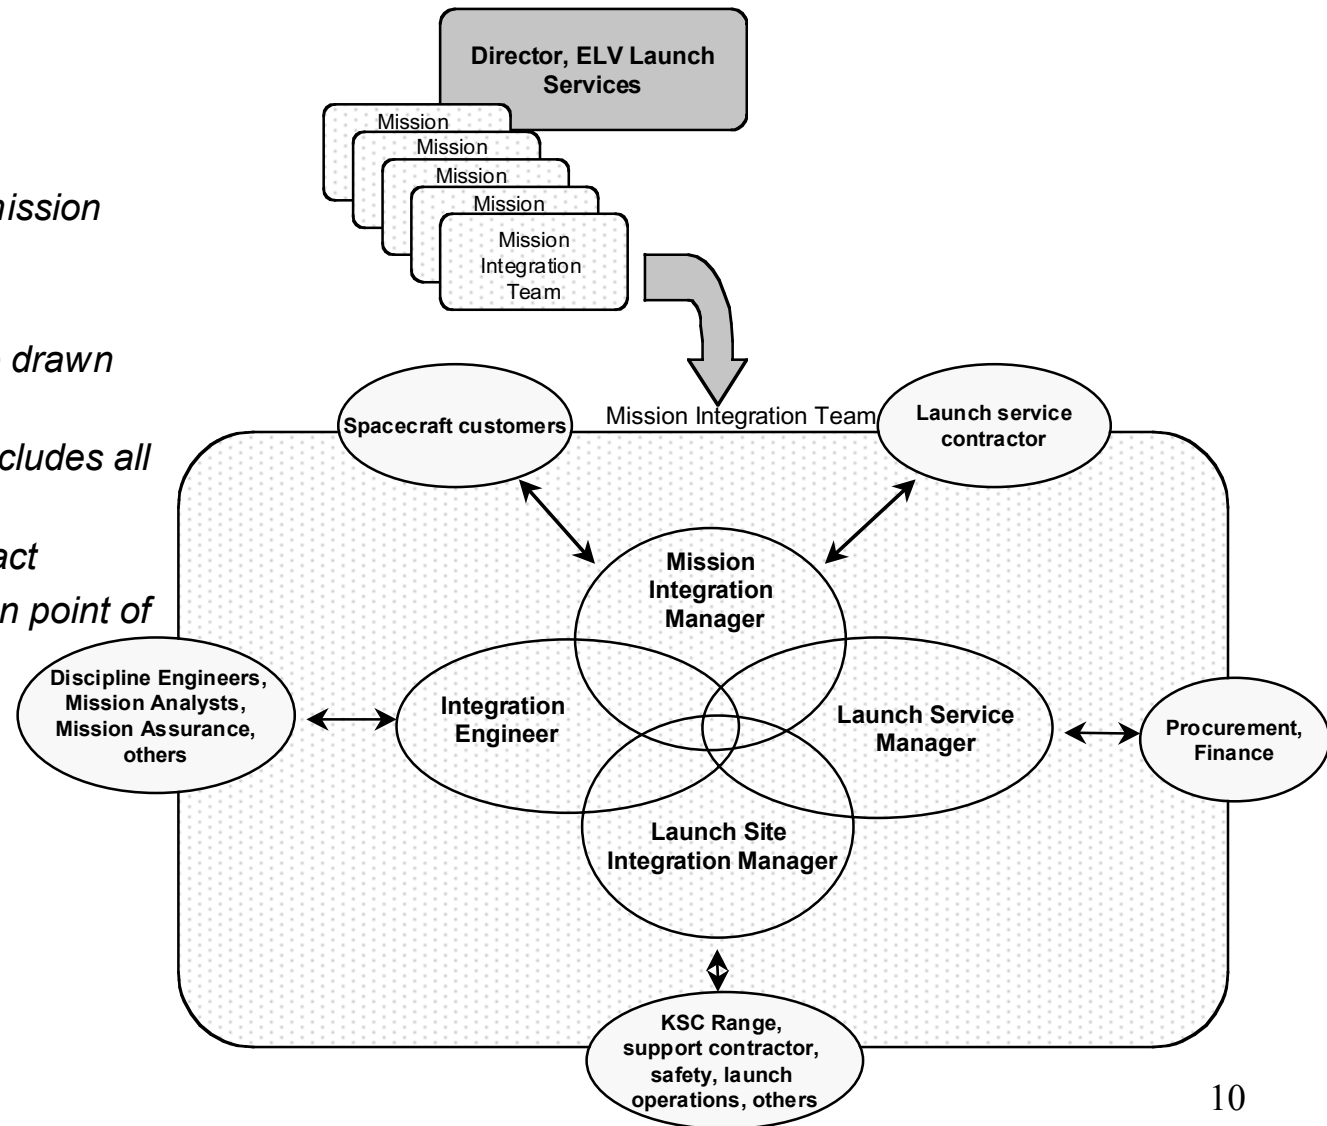 Director, ELV Launch
Services
Mission
Mission
Mission
Mission
Mission
Integration
Team
mission
drawn
cludes all
act
n point of
Mission Integration Team
Spacecraft customers
Launch service
contractor
Mission
Integration
Manager
Discipline Engineers,
Mission Analysts,
Mission Assurance,
others
Integration
Engineer
Launch Service
Manager
Procurement,
Finance
Launch Site
Integration Manager
KSC Range,
support contractor,
safety, launch
operations, others
10